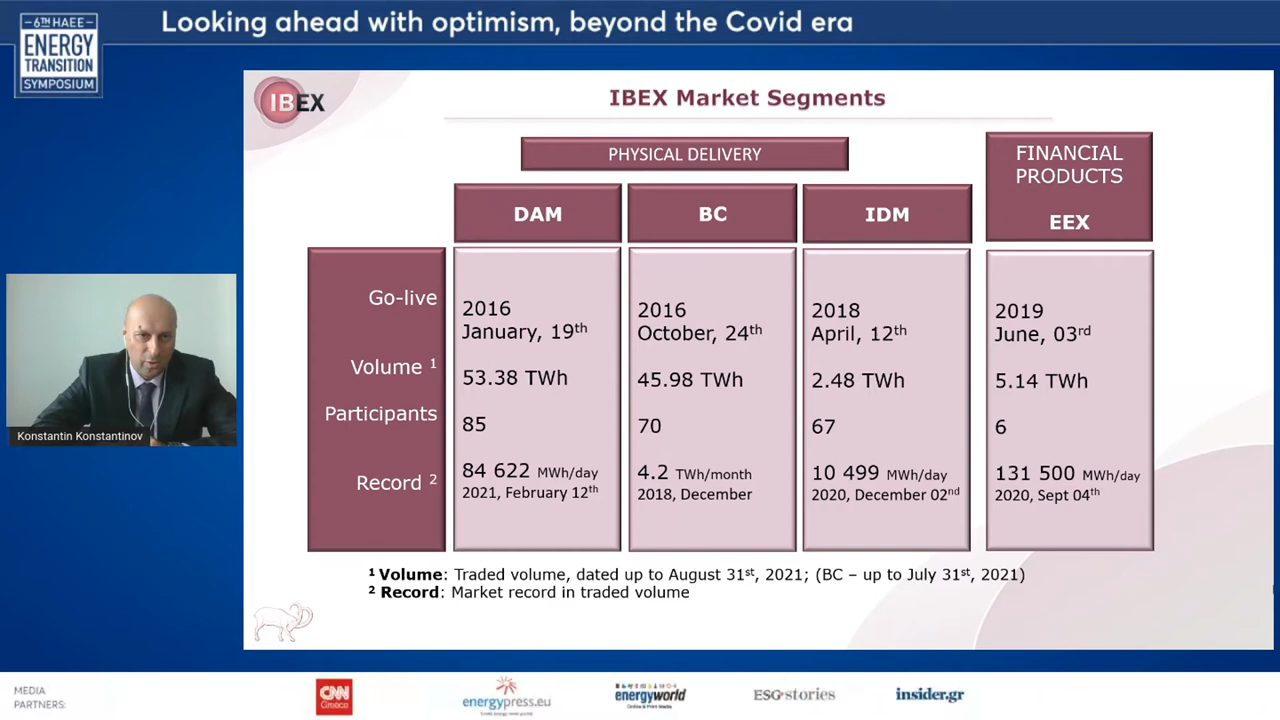 Looking ahead with optimism, beyond the Covid era
6TH HAEE
ENERGY
TRANSITION
SYMPOSIUM
IBEX
IBEX Market Segments
PHYSICAL DELIVERY
FINANCIAL
PRODUCTS
EEX
DAM
BC
IDM
Go-live
2016
January, 19th
2016
October, 24th
2018
April, 12th
2019
June, 03rd
Volume 1
53.38 TWh
45.98 TWh
2.48 TWh
5.14 TWh
Participants
85
70
67
6
Record 2
84 622 MWh/day
2021, February 12th
4.2 TWh/month
2018, December
10 499 MWh/day
2020, December 02nd
131 500 MWh/day
2020, Sept 04th
1 Volume: Traded volume, dated up to August 31st, 2021; (BC – up to July 31st, 2021)
2 Record: Market record in traded volume
Konstantin Konstantinov
MEDIA
PARTNERS:
CNN
Greece
energypress.eu
energyworld
ESG+stories
insider.gr